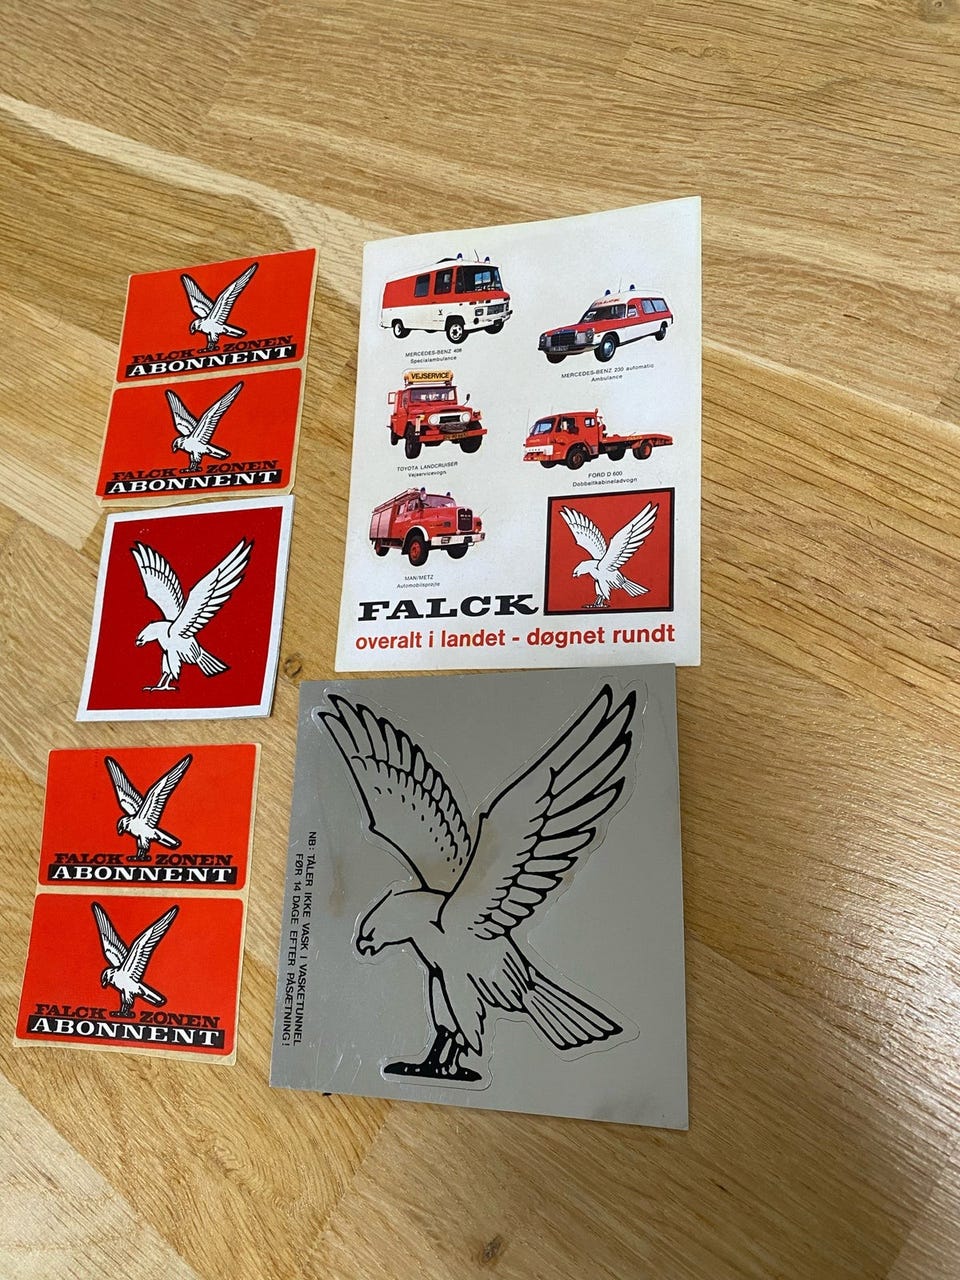 FALCK ZONEN
ABONNENT
FALCK ZONEN
ABONNENT
FALCK ZONEN
ABONNENT
FALCK ZONEN
ABONNENT
MERCEDES-BENZ 408
Specialambulance
FALCK
MERCEDES-BENZ 230 automatic
Ambulance
VEJSERVICE
TOYOTA LANDCRUISER
Vejservicevogn
FORD D 600
Dobbeltkabineladvogn
MAN/METZ
Automobilsprøjte
FALCK
overalt i landet - døgnet rundt
NB: TÅLER IKKE VASK I VASKETUNNEL
FØR 14 DAGE EFTER PÅSÆTNING!